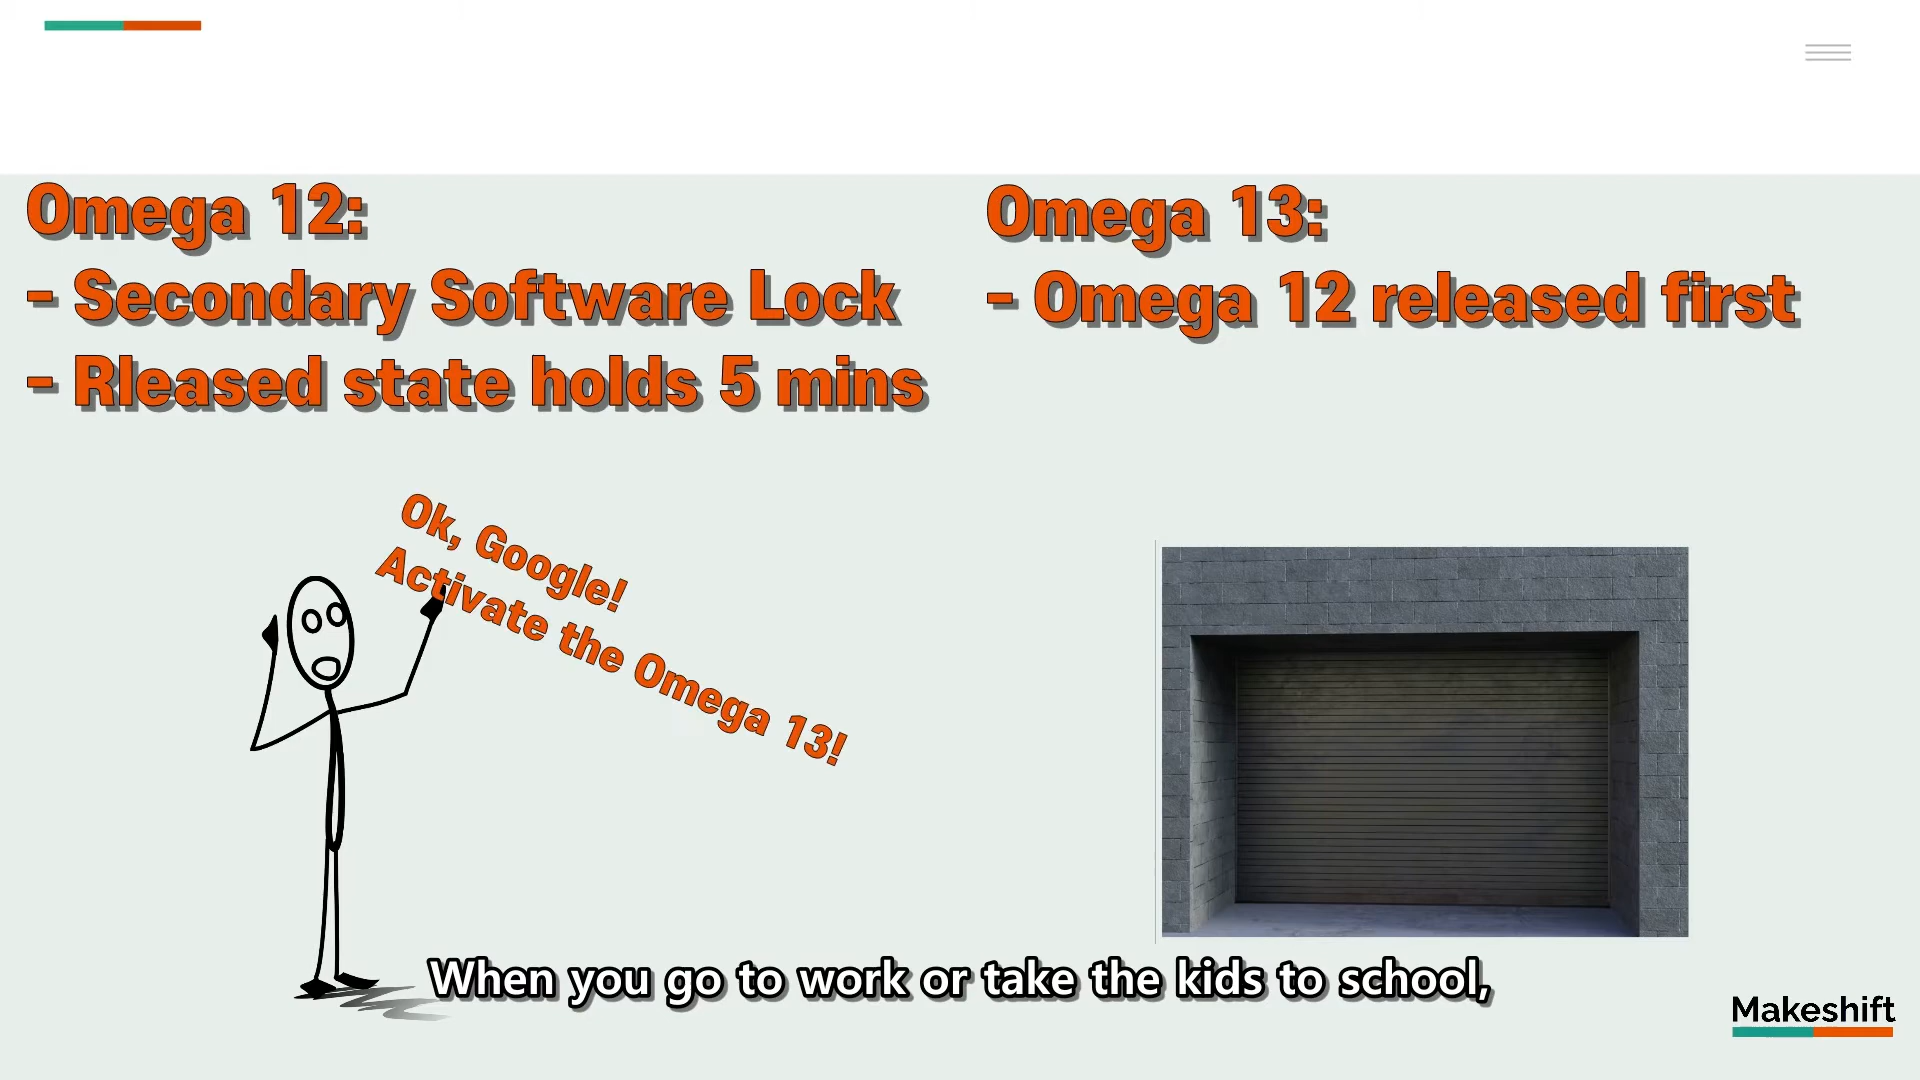 Omega 12:
- Secondary Software Lock
- Rleased state holds 5 mins
Omega 13:
- Omega 12 released first
Ok, Google!
Activate the Omega 13!
When you go to work or take the kids to school,
Makeshift